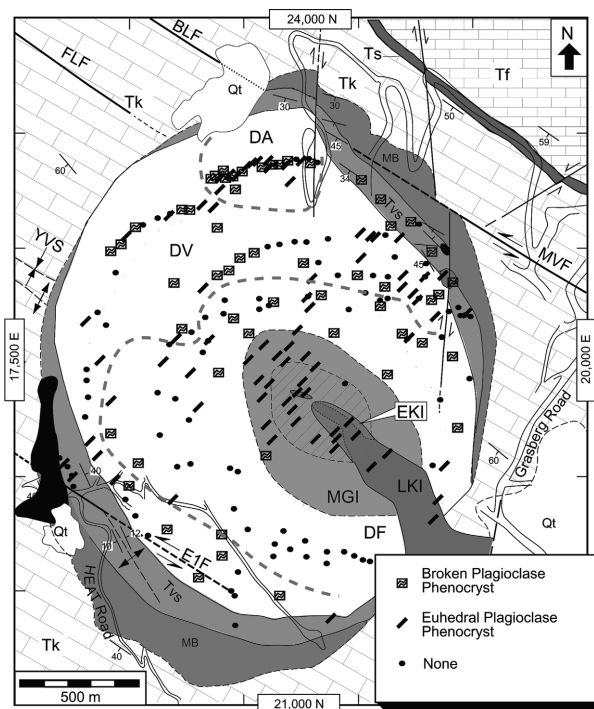 24,000 N
N
BLF
FLF
Ts
Tf
Tk
Qt
Tk
30
30
50
59
DA
45
MB
34
60
Tvs
DV
YVS
45
MVF
17,500 E
20,000 E
EKI
60
Grasberg Road
40
MGI
LKI
Qt
Qt
DF
12
10
E1F
HEAT Road
Tvs
MB
Tk
40
500 m
21,000 N
Broken Plagioclase
Phenocryst
Euhedral Plagioclase
Phenocryst
None